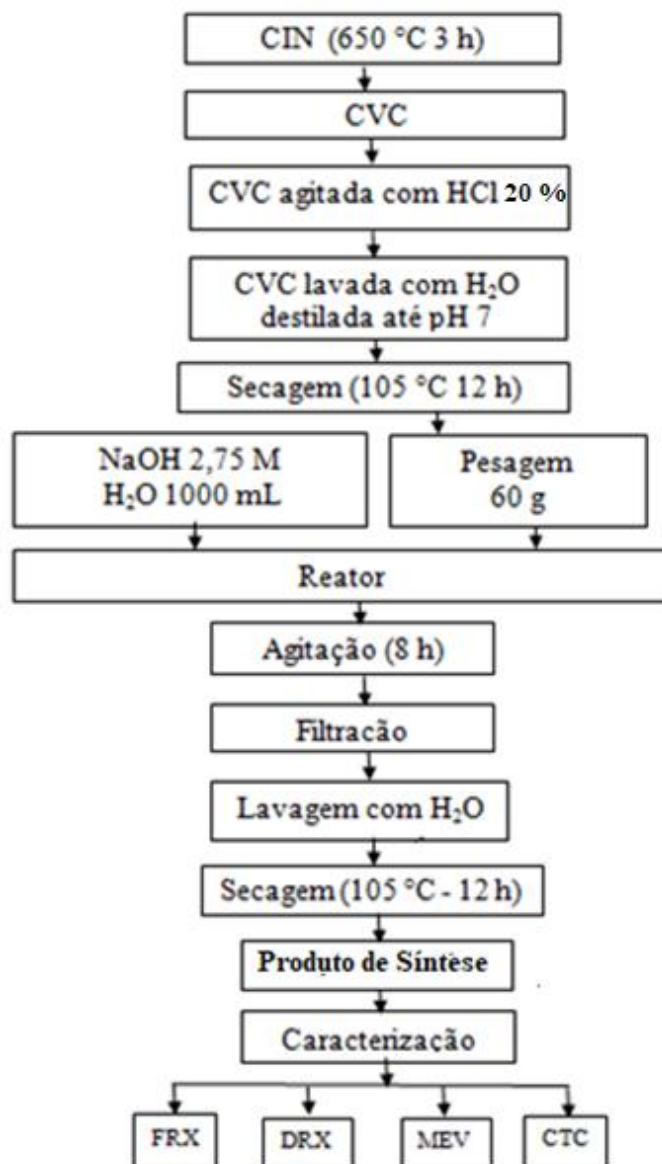 CIN (650 °C 3 h)
CVC
CVC agitada com HCl 20 %
CVC lavada com H₂O
destilada até pH 7
Secagem (105 °C 12 h)
NaOH 2,75 M
H₂O 1000 mL
Pesagem
60 g
Reator
Agitação (8 h)
Filtracão
Lavagem com H₂O
Secagem (105 °C - 12 h)
Produto de Síntese
Caracterização
FRX
DRX
MEV
CTC